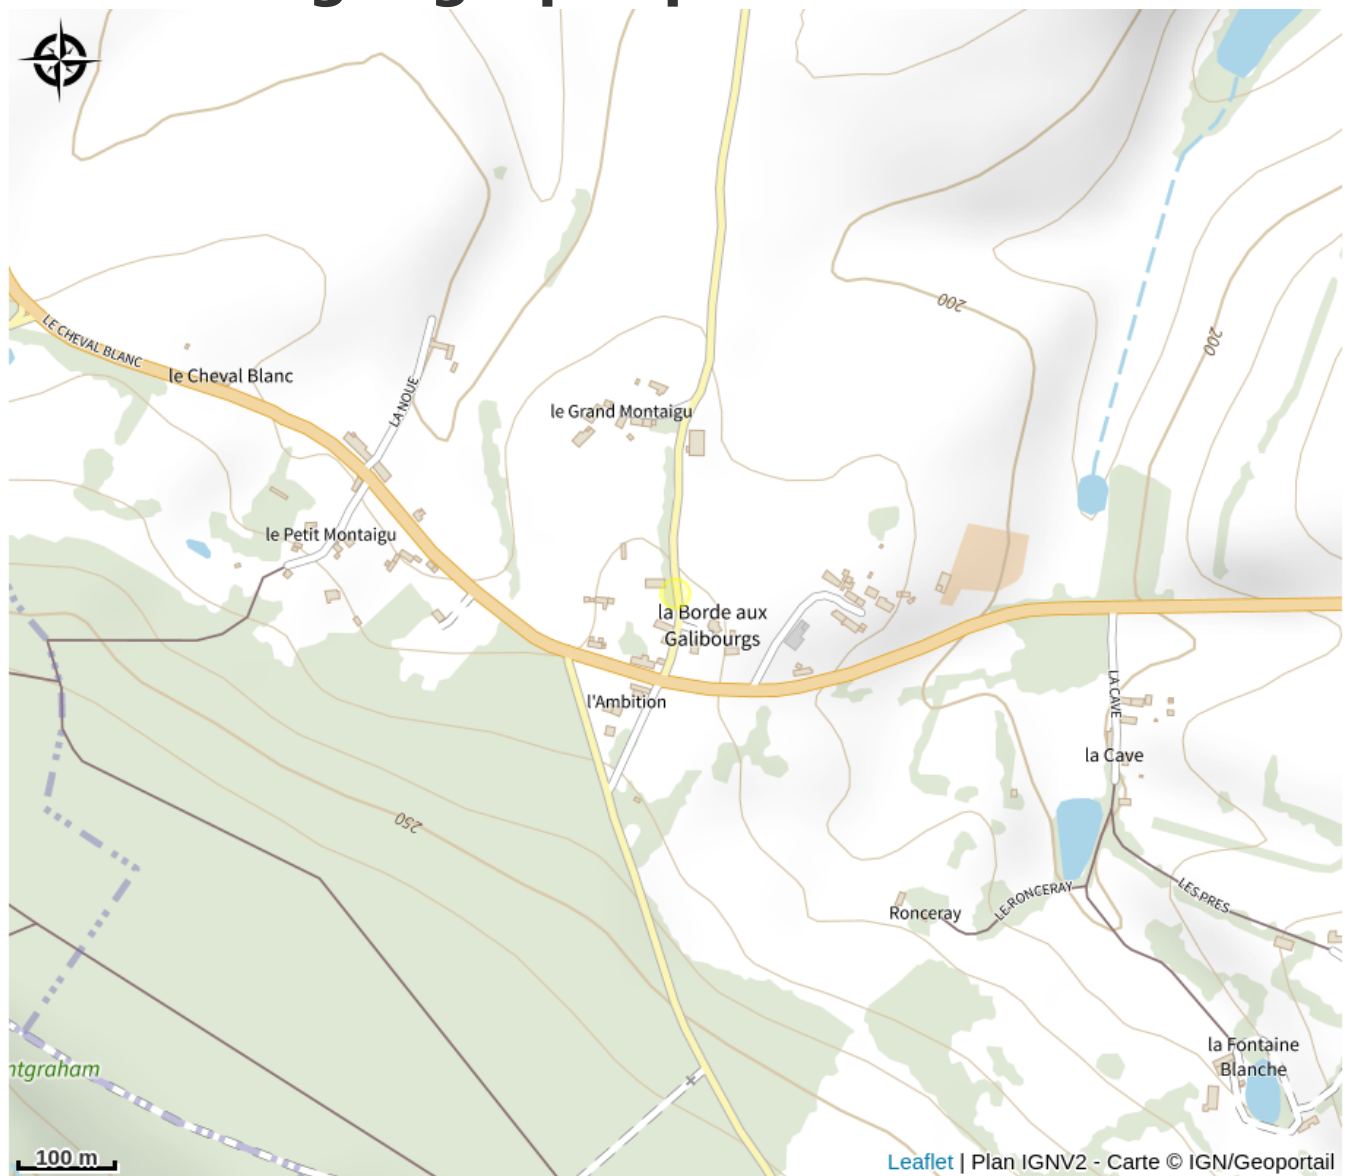 200
200
LE CHEVAL BLANC
le Cheval Blanc
LA NOUE
le Grand Montaigu
le Petit Montaigu
la Borde aux
Galibourgs
l'Ambition
LA CAVE
la Cave
250
LE RONCERAY
LES PRES
Ronceray
la Fontaine
Blanche
ntgraham
100 m
Leaflet | Plan IGNV2 - Carte © IGN/Geoportail